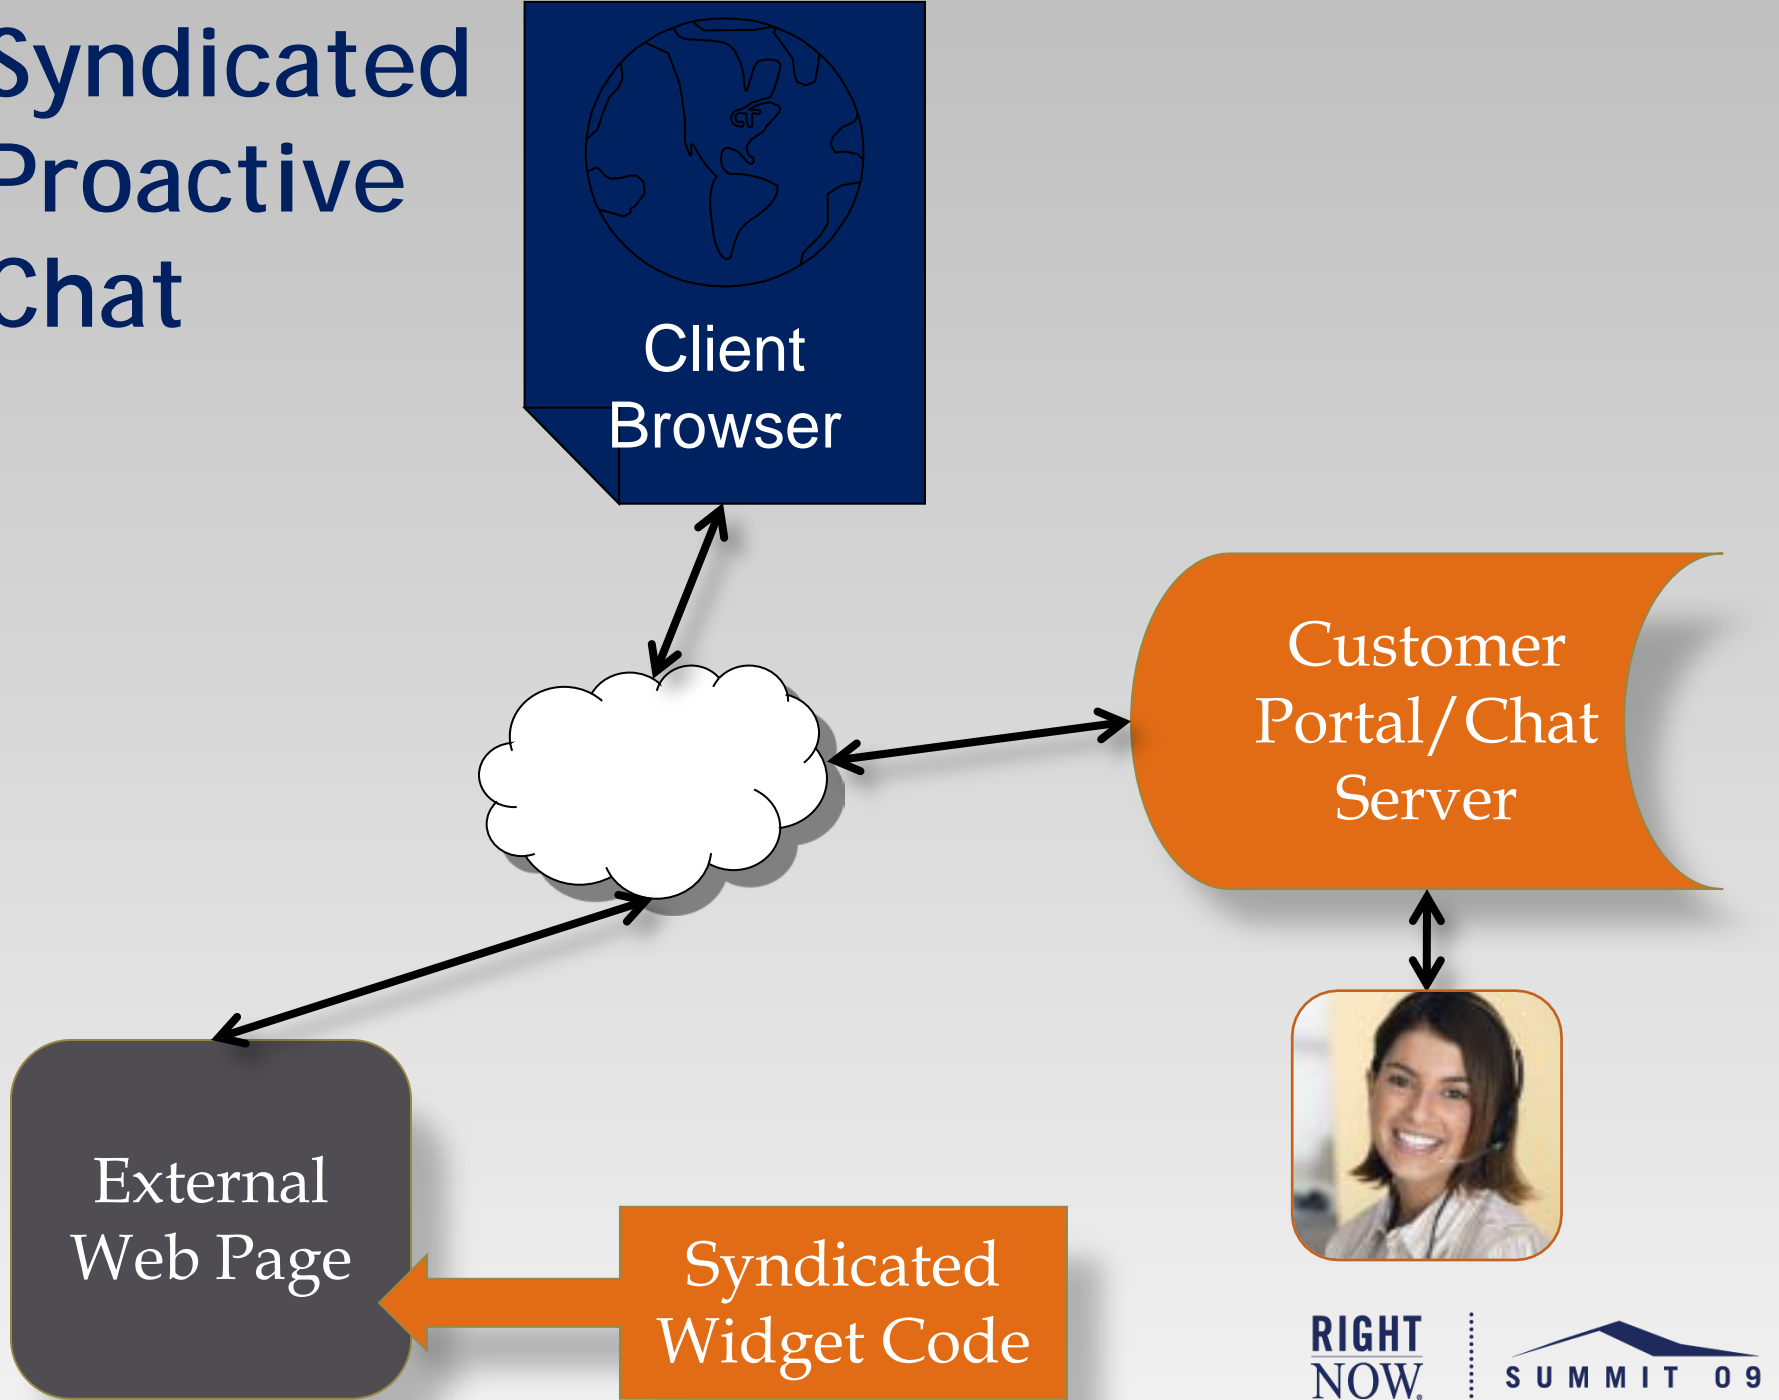 Syndicated
Proactive
Chat
Client
Browser
Customer
Portal/Chat
Server
External
Web Page
Syndicated
Widget Code
RIGHT
NOW.
SUMMIT 09